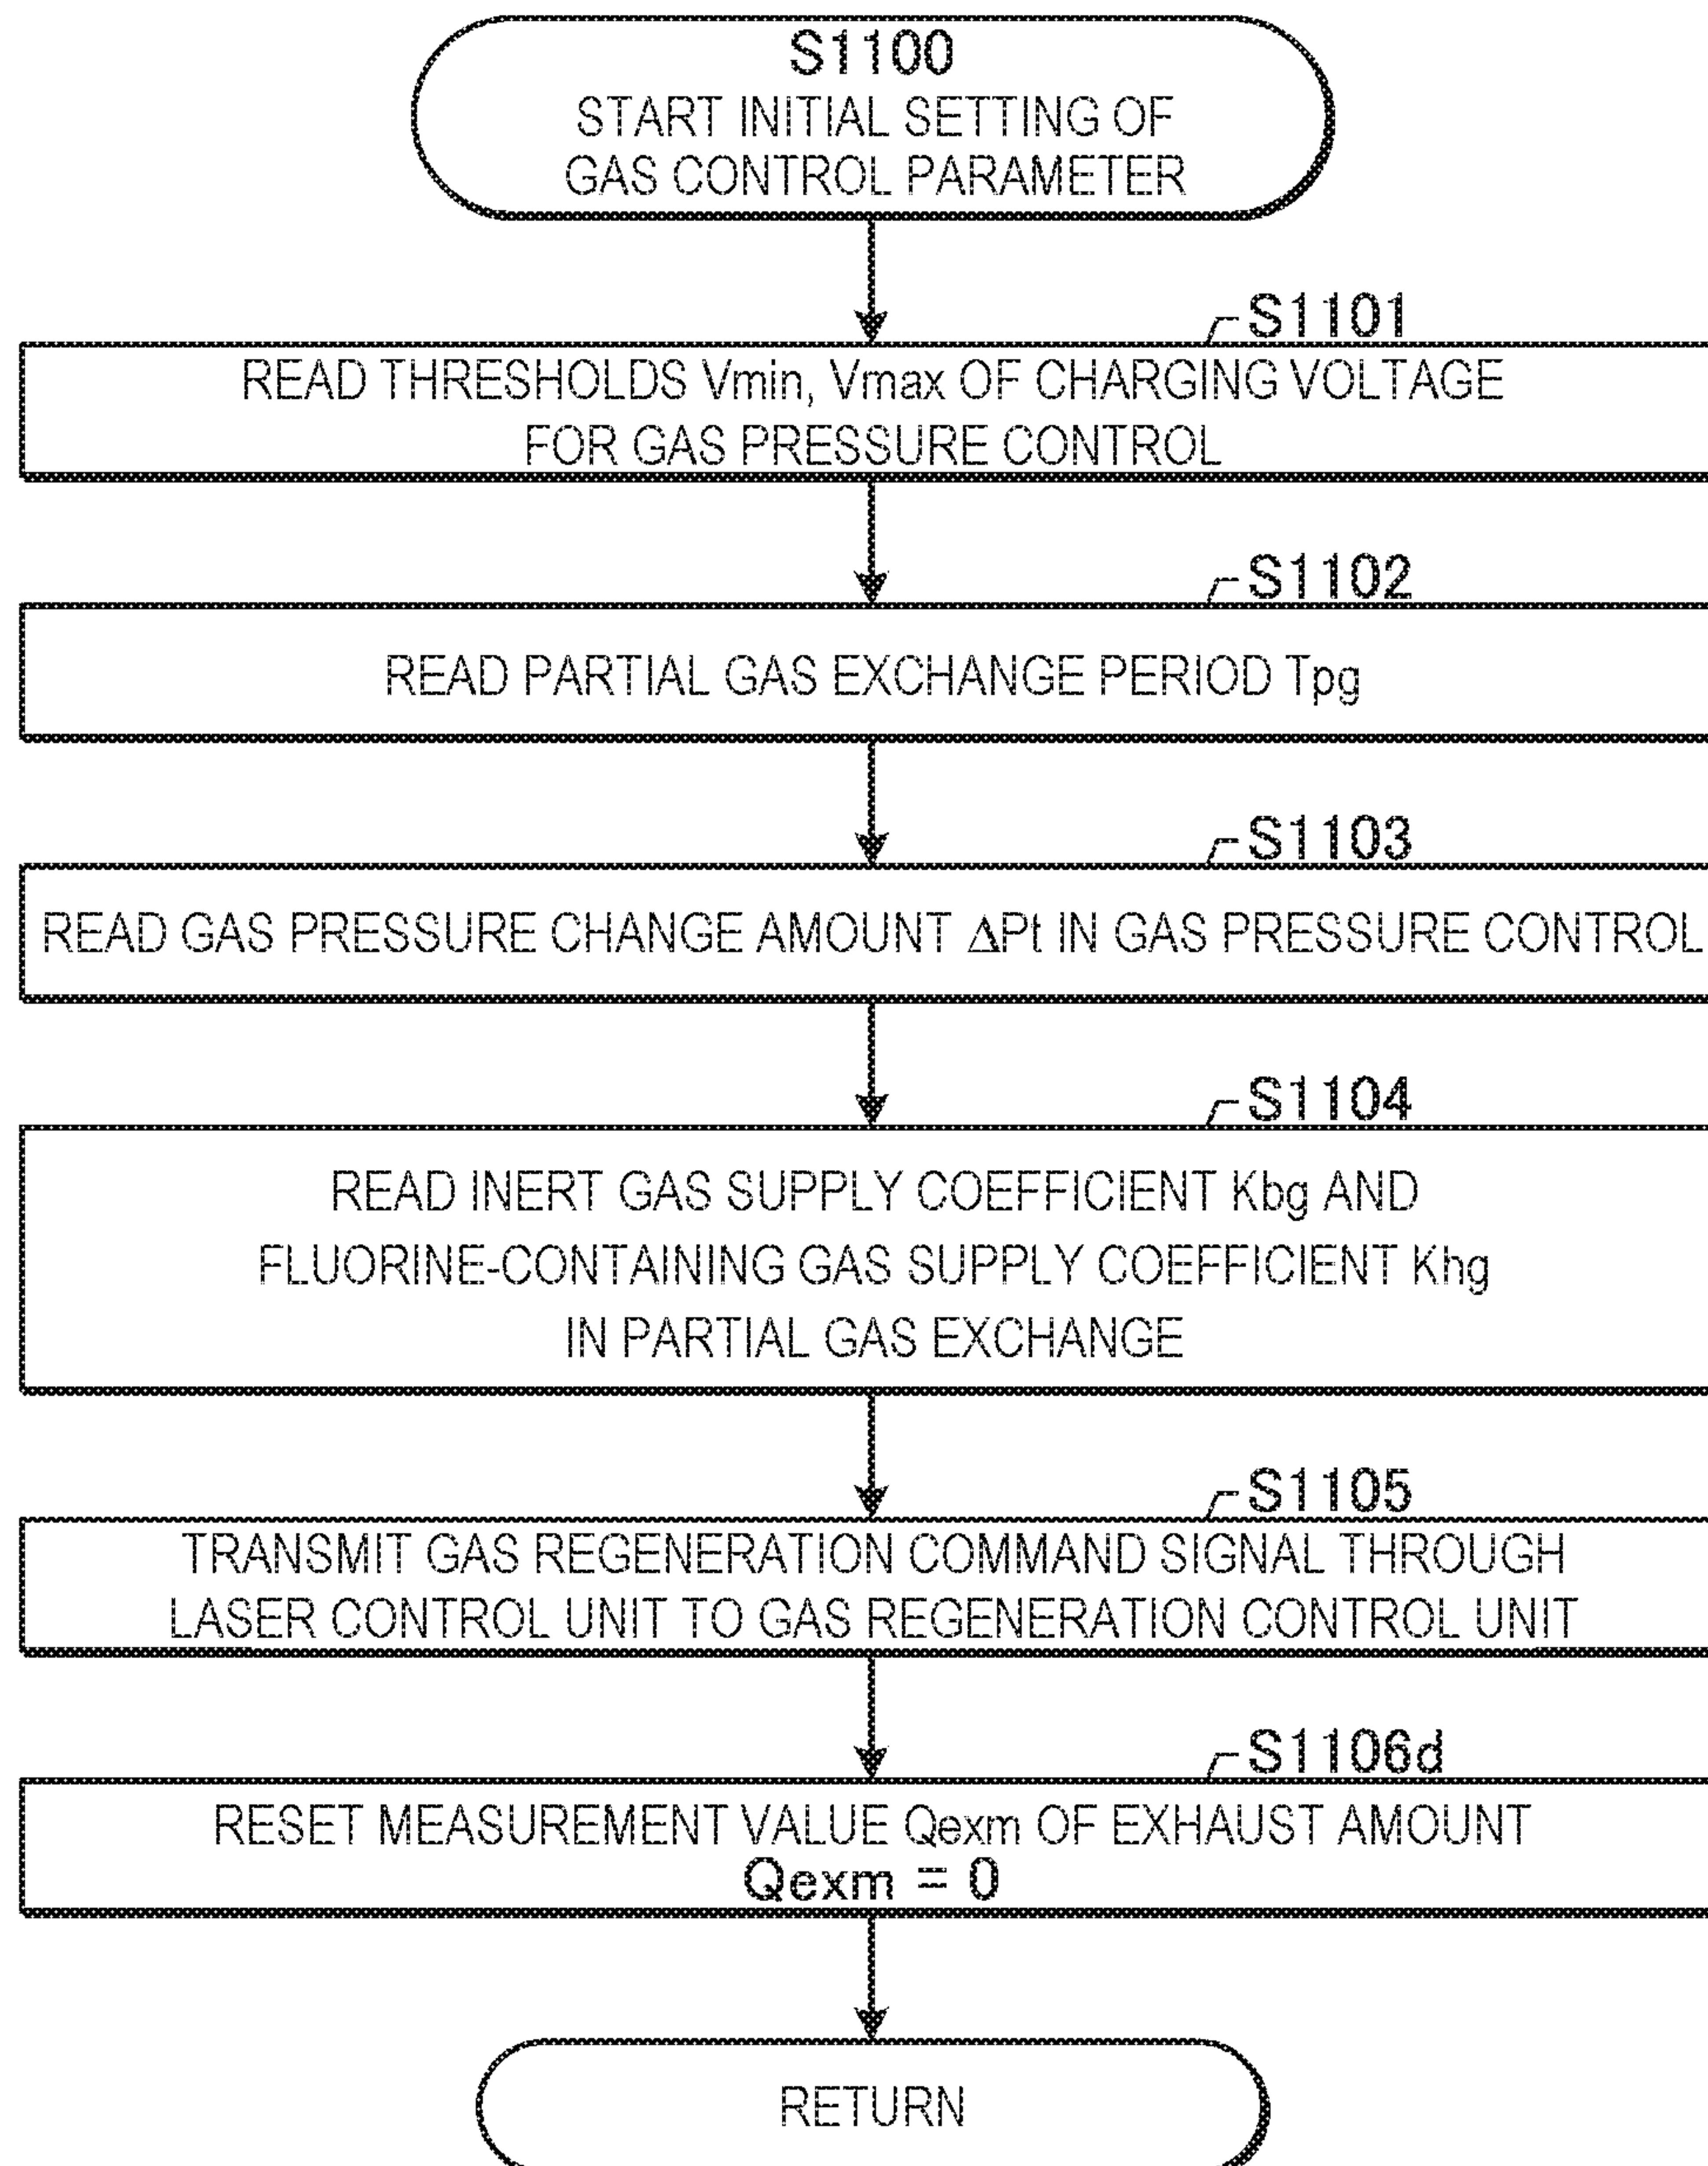 S1100
START INITIAL SETTING OF
GAS CONTROL PARAMETER
S1101
READ THRESHOLDS Vmin, Vmax OF CHARGING VOLTAGE
FOR GAS PRESSURE CONTROL
S1102
READ PARTIAL GAS EXCHANGE PERIOD Tpg
S1103
READ GAS PRESSURE CHANGE AMOUNT ΔPt IN GAS PRESSURE CONTROL
S1104
READ INERT GAS SUPPLY COEFFICIENT Kbg AND
FLUORINE-CONTAINING GAS SUPPLY COEFFICIENT Khg
IN PARTIAL GAS EXCHANGE
S1105
TRANSMIT GAS REGENERATION COMMAND SIGNAL THROUGH
LASER CONTROL UNIT TO GAS REGENERATION CONTROL UNIT
S1106d
RESET MEASUREMENT VALUE Qexm OF EXHAUST AMOUNT
Qexm = 0
RETURN